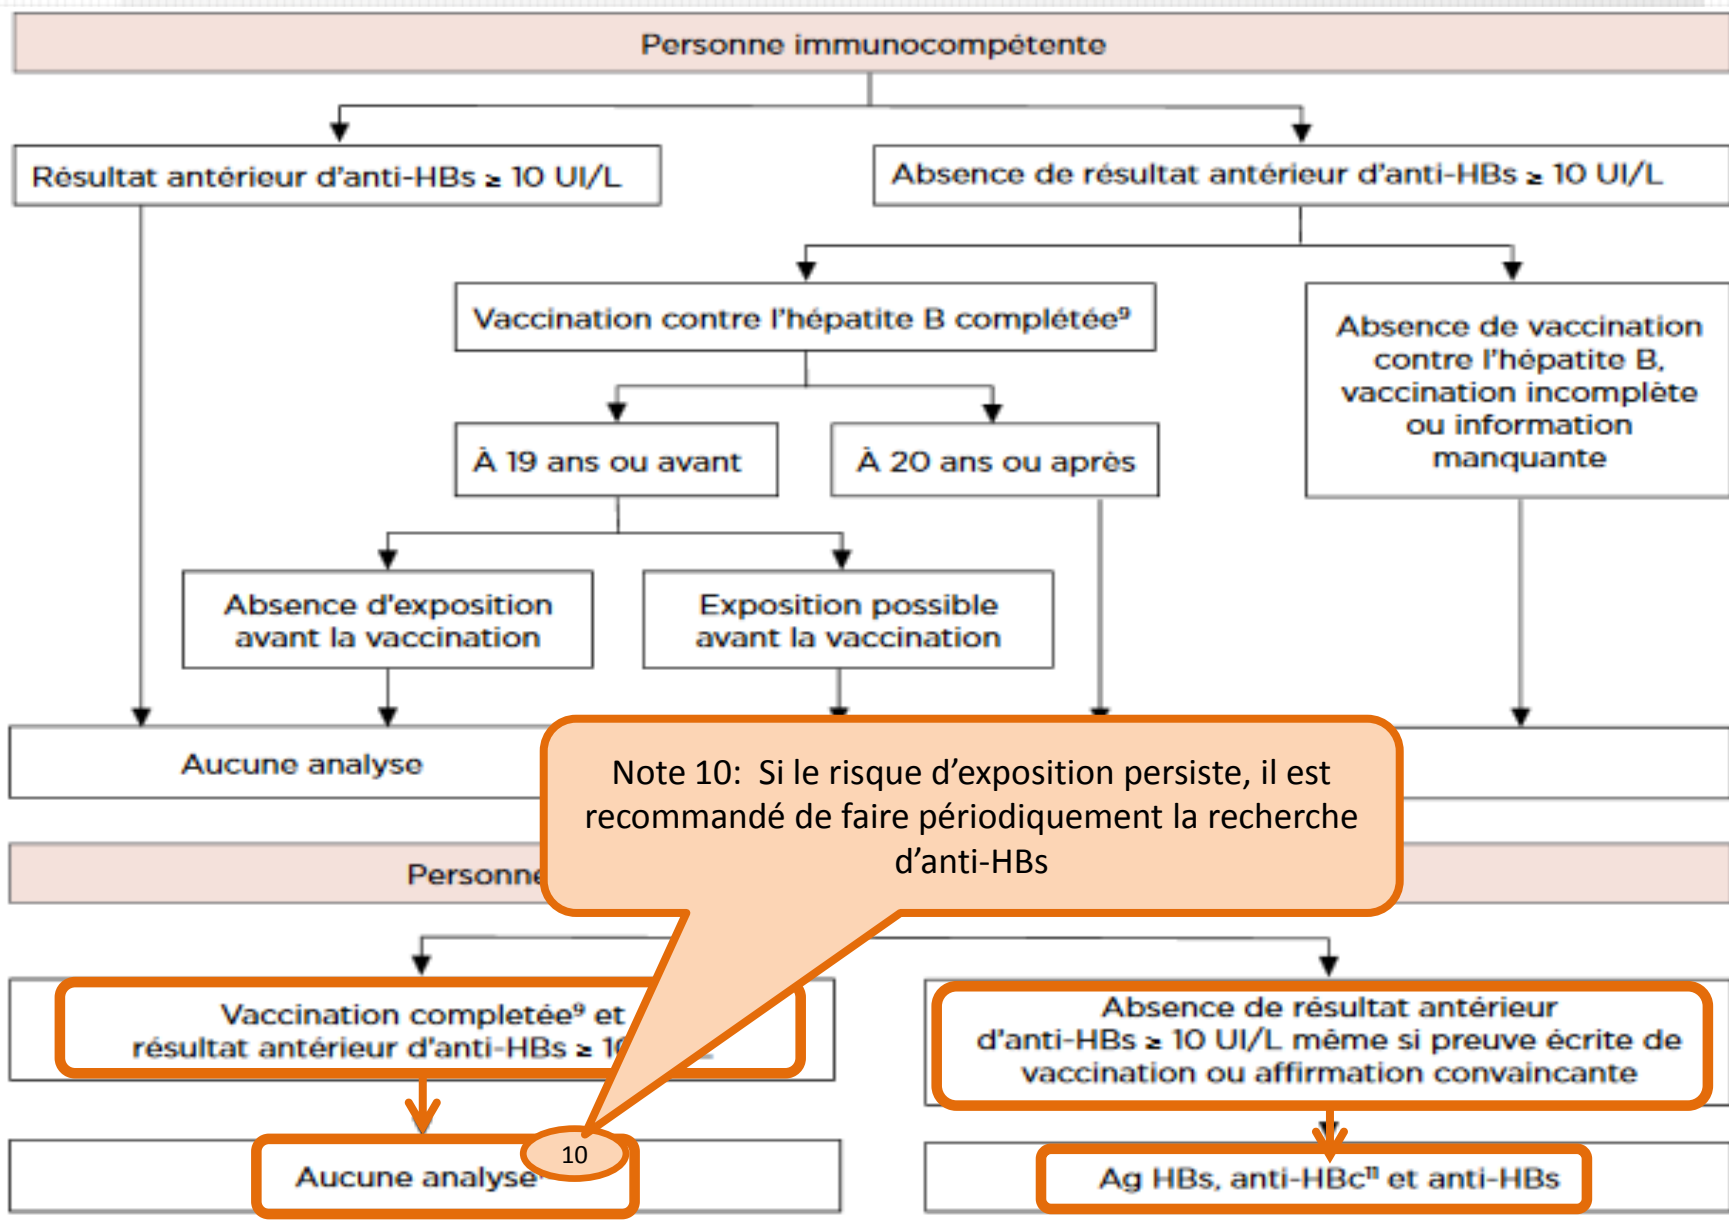 Personne immunocompétente
Résultat antérieur d'anti-HBs ≥ 10 UI/L
Absence de résultat antérieur d'anti-HBs ≥ 10 UI/L
Vaccination contre l'hépatite B complétée⁹
Absence de vaccination
contre l'hépatite B,
vaccination incomplète
ou information
manquante
À 19 ans ou avant
À 20 ans ou après
Absence d'exposition
avant la vaccination
Exposition possible
avant la vaccination
Aucune analyse
Note 10: Si le risque d'exposition persiste, il est
recommandé de faire périodiquement la recherche
d'anti-HBs
Personne
Vaccination completée⁹ et
résultat antérieur d'anti-HBs ≥
Absence de résultat antérieur
d'anti-HBs ≥ 10 UI/L même si preuve écrite de
vaccination ou affirmation convaincante
Aucune analyse
10
Ag HBs, anti-HBc¹¹ et anti-HBs